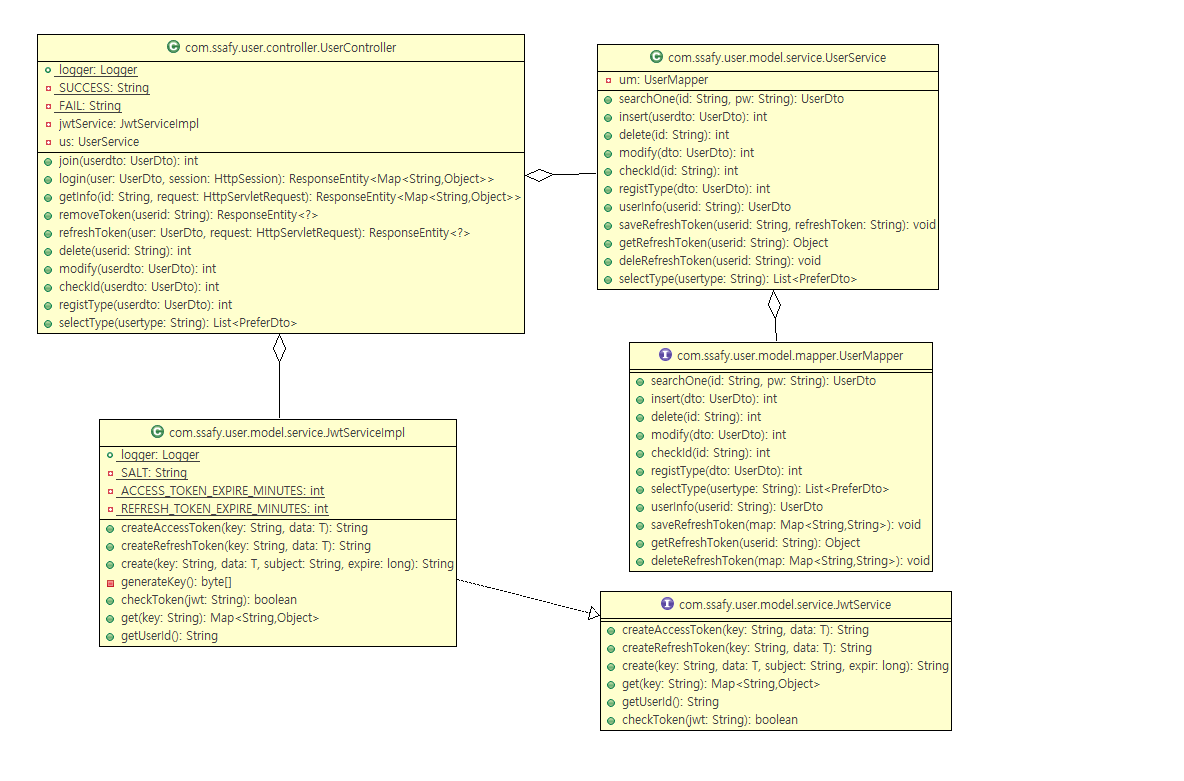 C com.ssafy.user.controller.UserController
logger: Logger
SUCCESS: String
FAIL: String
jwtService: JwtServiceImpl
us: UserService
join(userdto: UserDto): int
login(user: UserDto, session: HttpSession): ResponseEntity<Map<String,Object>>
getInfo(id: String, request: HttpServletRequest): ResponseEntity<Map<String,Object>>
removeToken(userid: String): ResponseEntity<?>
refreshToken(user: UserDto, request: HttpServletRequest): ResponseEntity<?>
delete(userid: String): int
modify(userdto: UserDto): int
checkId(userdto: UserDto): int
registType(userdto: UserDto): int
selectType(usertype: String): List<PreferDto>
C com.ssafy.user.model.service.UserService
um: UserMapper
searchOne(id: String, pw: String): UserDto
insert(userdto: UserDto): int
delete(id: String): int
modify(dto: UserDto): int
checkId(id: String): int
registType(dto: UserDto): int
userInfo(userid: String): UserDto
saveRefreshToken(userid: String, refreshToken: String): void
getRefreshToken(userid: String): Object
deleRefreshToken(userid: String): void
selectType(usertype: String): List<PreferDto>
I com.ssafy.user.model.mapper.UserMapper
searchOne(id: String, pw: String): UserDto
insert(dto: UserDto): int
delete(id: String): int
modify(dto: UserDto): int
checkId(id: String): int
registType(dto: UserDto): int
selectType(usertype: String): List<PreferDto>
userInfo(userid: String): UserDto
saveRefreshToken(map: Map<String,String>): void
getRefreshToken(userid: String): Object
deleteRefreshToken(map: Map<String,String>): void
C com.ssafy.user.model.service.JwtServiceImpl
logger: Logger
SALT: String
ACCESS_TOKEN_EXPIRE_MINUTES: int
REFRESH_TOKEN_EXPIRE_MINUTES: int
createAccessToken(key: String, data: T): String
createRefreshToken(key: String, data: T): String
create(key: String, data: T, subject: String, expire: long): String
generateKey(): byte[]
checkToken(jwt: String): boolean
get(key: String): Map<String,Object>
getUserId(): String
I com.ssafy.user.model.service.JwtService
createAccessToken(key: String, data: T): String
createRefreshToken(key: String, data: T): String
create(key: String, data: T, subject: String, expir: long): String
get(key: String): Map<String,Object>
getUserId(): String
checkToken(jwt: String): boolean